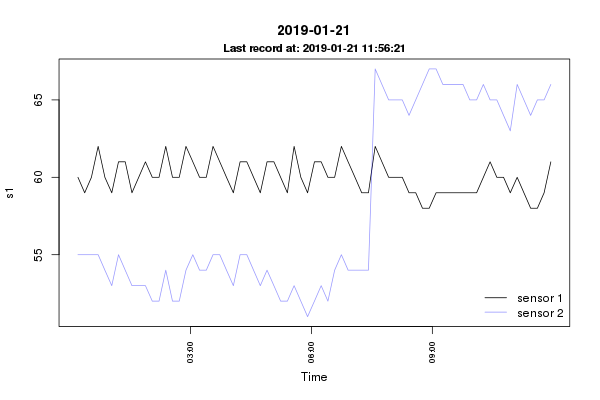 2019-01-21
Last record at: 2019-01-21 11:56:21
65
60
55
s1
03:00
06:00
09:00
Time
sensor 1
sensor 2